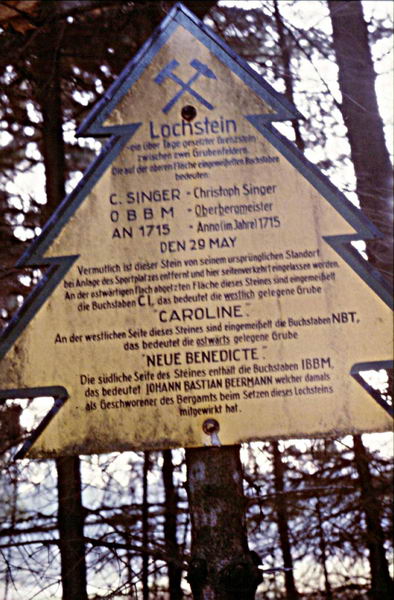 Lochstein
- ein über Tage gesetzter Grenzstein
zwischen zwei Grubenfeldern.
Die auf der oberen Fläche eingemeißelten Buchstaben
bedeuten:
C. SINGER - Christoph Singer
O B B M - Oberbergmeister
AN 1715 - Anno (im Jahre) 1715
DEN 29 MAY
Vermutlich ist dieser Stein von seinem ursprünglichen Standort
bei Anlage des Sportplatzes entfernt und hier seitenverkehrt eingelassen worden.
An der ostwärtigen flach abgetzten Fläche dieses Steines sind eingemeißelt
die Buchstaben CL, das bedeutet die westlich gelegene Grube
"CAROLINE".
An der westlichen Seite dieses Steines sind eingemeißelt die Buchstaben NBT,
das bedeutet die ostwärts gelegene Grube
"NEUE BENEDICTE".
Die südliche Seite des Steines enthält die Buchstaben IBBM,
das bedeutet JOHANN BASTIAN BEERMANN welcher damals
als Geschworener des Bergamts beim Setzen dieses Lochsteins
mitgewirkt hat.